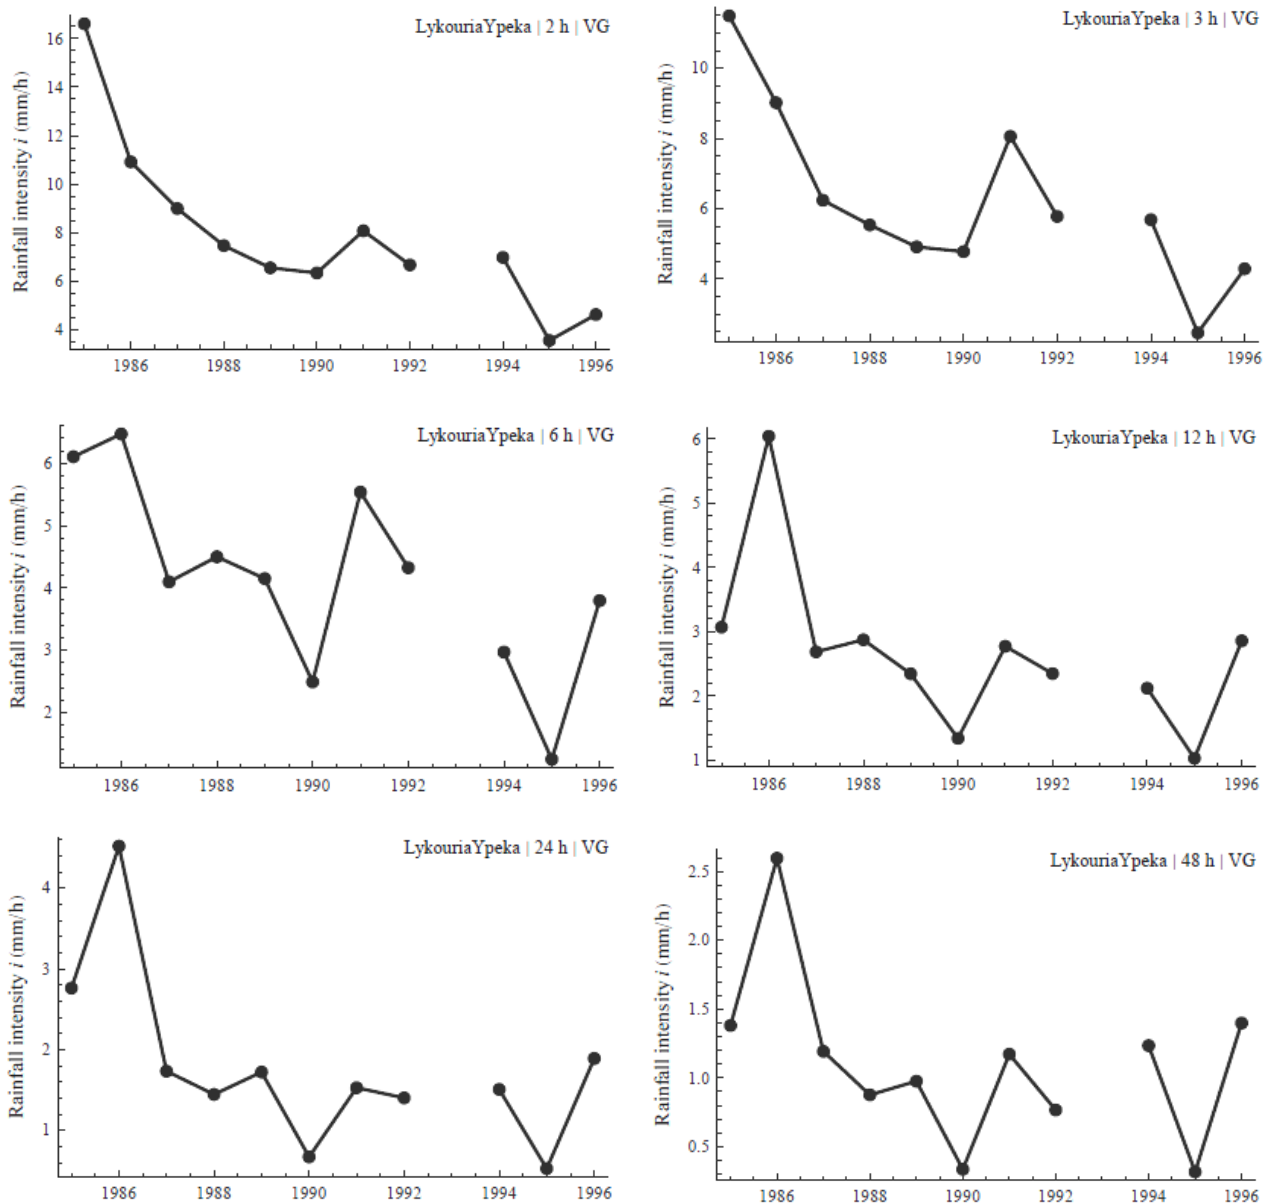 LykouriaYpeka | 2 h | VG
Rainfall intensity i (mm/h)
16
14
12
10
8
6
4
1986 1988 1990 1992 1994 1996
LykouriaYpeka | 3 h | VG
Rainfall intensity i (mm/h)
10
8
6
4
1986 1988 1990 1992 1994 1996
LykouriaYpeka | 6 h | VG
Rainfall intensity i (mm/h)
6
5
4
3
2
1986 1988 1990 1992 1994 1996
LykouriaYpeka | 12 h | VG
Rainfall intensity i (mm/h)
6
5
4
3
2
1
1986 1988 1990 1992 1994 1996
LykouriaYpeka | 24 h | VG
Rainfall intensity i (mm/h)
4
3
2
1
1986 1988 1990 1992 1994 1996
LykouriaYpeka | 48 h | VG
Rainfall intensity i (mm/h)
2.5
2.0
1.5
1.0
0.5
1986 1988 1990 1992 1994 1996